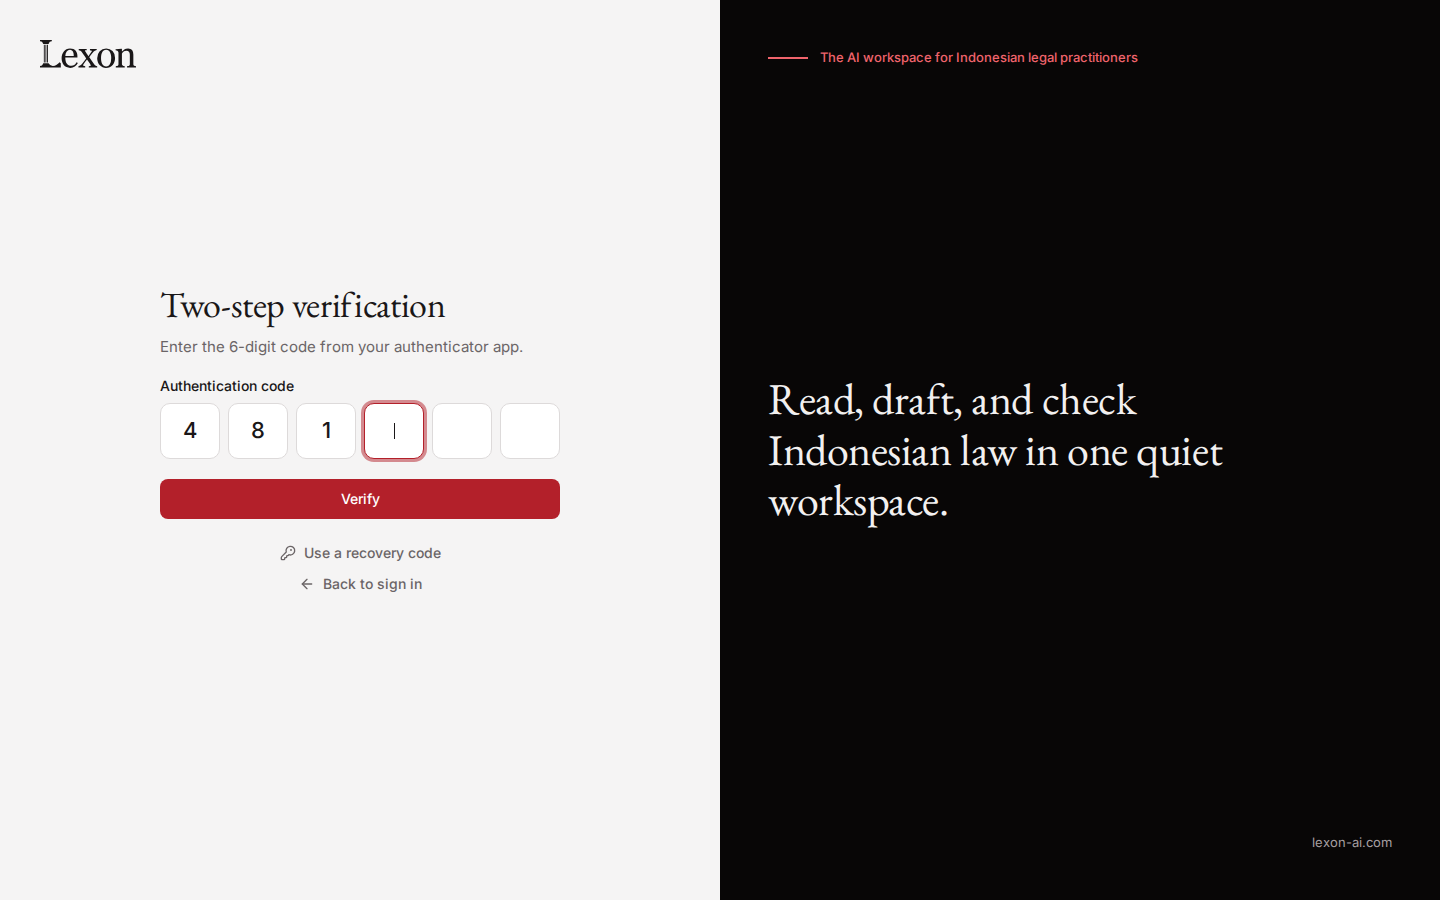 Lexon
Two-step verification
Enter the 6-digit code from your authenticator app.
Authentication code
4 8 1
Verify
Use a recovery code
Back to sign in
The AI workspace for Indonesian legal practitioners
Read, draft, and check
Indonesian law in one quiet
workspace.
lexon-ai.com